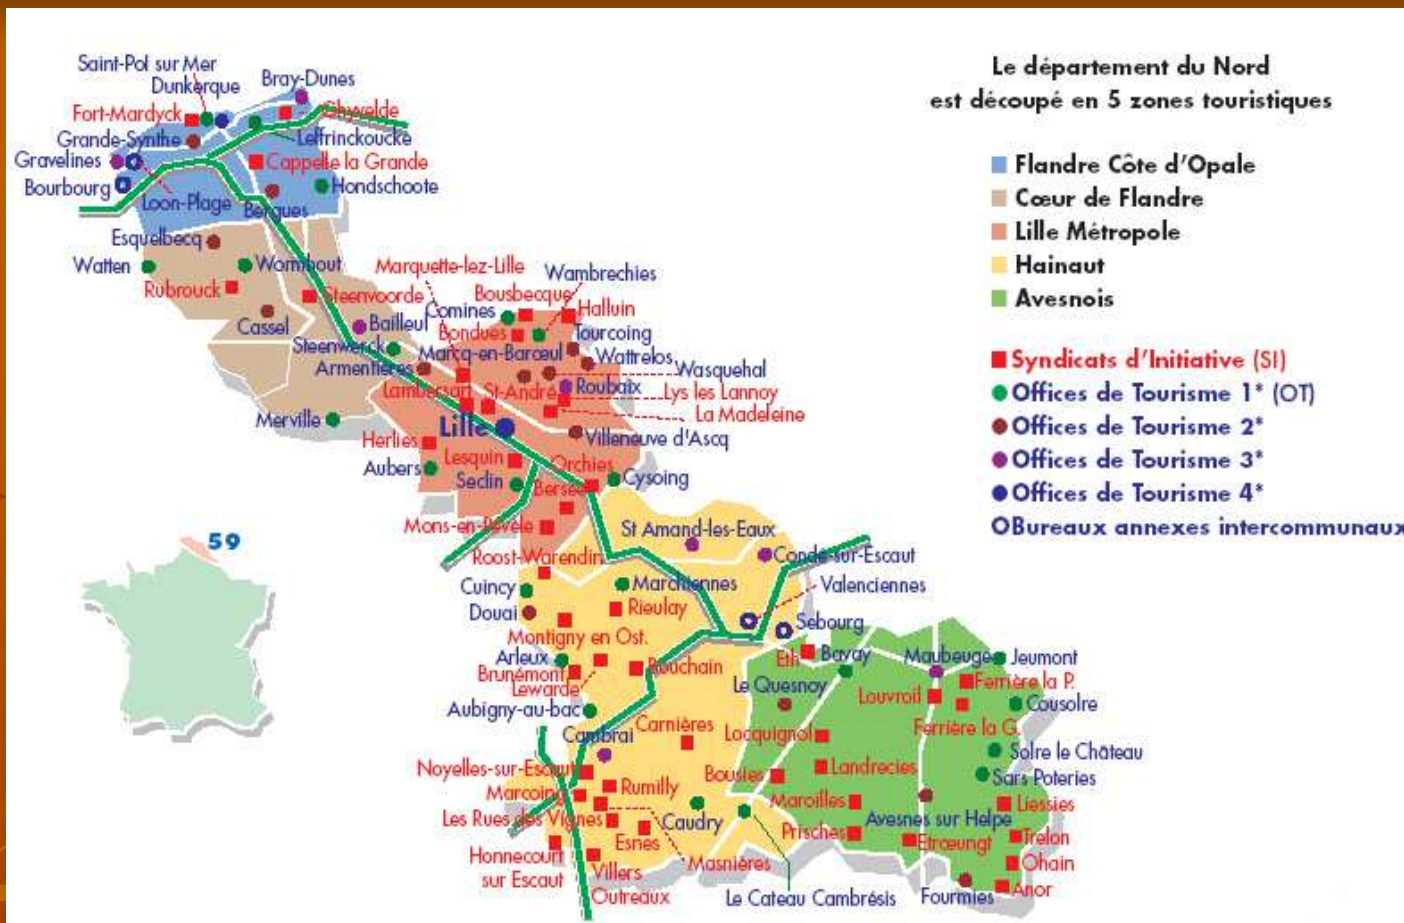 Le département du Nord
est découpé en 5 zones touristiques
Flandre Côte d'Opale
Cœur de Flandre
Lille Métropole
Hainaut
Avesnois
Syndicats d'Initiative (SI)
Offices de Tourisme 1* (OT)
Offices de Tourisme 2*
Offices de Tourisme 3*
Offices de Tourisme 4*
Bureaux annexes intercommunaux
Saint-Pol sur Mer
Dunkerque
Bray-Dunes
Fort-Mardyck
Ghyvelde
Grande-Synthe
Leffrinckoucke
Gravelines
Cappelle la Grande
Bourbourg
Hondschoote
Loon-Plage
Bergues
Esquelbecq
Watten
Wormhout
Rubrouck
Steenvoorde
Cassel
Bailleul
Steenwerck
Armentières
Merville
Marquette-lez-Lille
Wambrechies
Bousbecque
Comines
Halluin
Bondues
Tourcoing
Marcq-en-Barœul
Wattrelos
Wasquehal
Lambersart
St-André
Roubaix
Lys les Lannoy
La Madeleine
Lille
Villeneuve d'Ascq
Herlies
Lesquin
Orchies
Aubers
Seclin
Bersée
Cysoing
Mons-en-Pévèle
St Amand-les-Eaux
Roost-Warendin
Condé-sur-Escaut
Cuincy
Marchiennes
Valenciennes
Douai
Rieulay
Sebourg
Montigny en Ost.
Arleux
Brunémont
Lewarde
Bouchain
Eth
Bavay
Maubeuge
Jeumont
Le Quesnoy
Louvroil
Ferrière la P.
Cousolre
Aubigny-au-bac
Carnières
Locquignol
Ferrière la G.
Cambrai
Solre le Château
Noyelles-sur-Escaut
Bousies
Landrecies
Sars Poteries
Marcoing
Rumilly
Maroilles
Liessies
Les Rues des Vignes
Caudry
Avesnes sur Helpe
Prisches
Etrœungt
Trelon
Esnes
Honnecourt
sur Escaut
Masnières
Ohain
Villers
Outreaux
Le Cateau Cambrésis
Fourmies
Anor
59